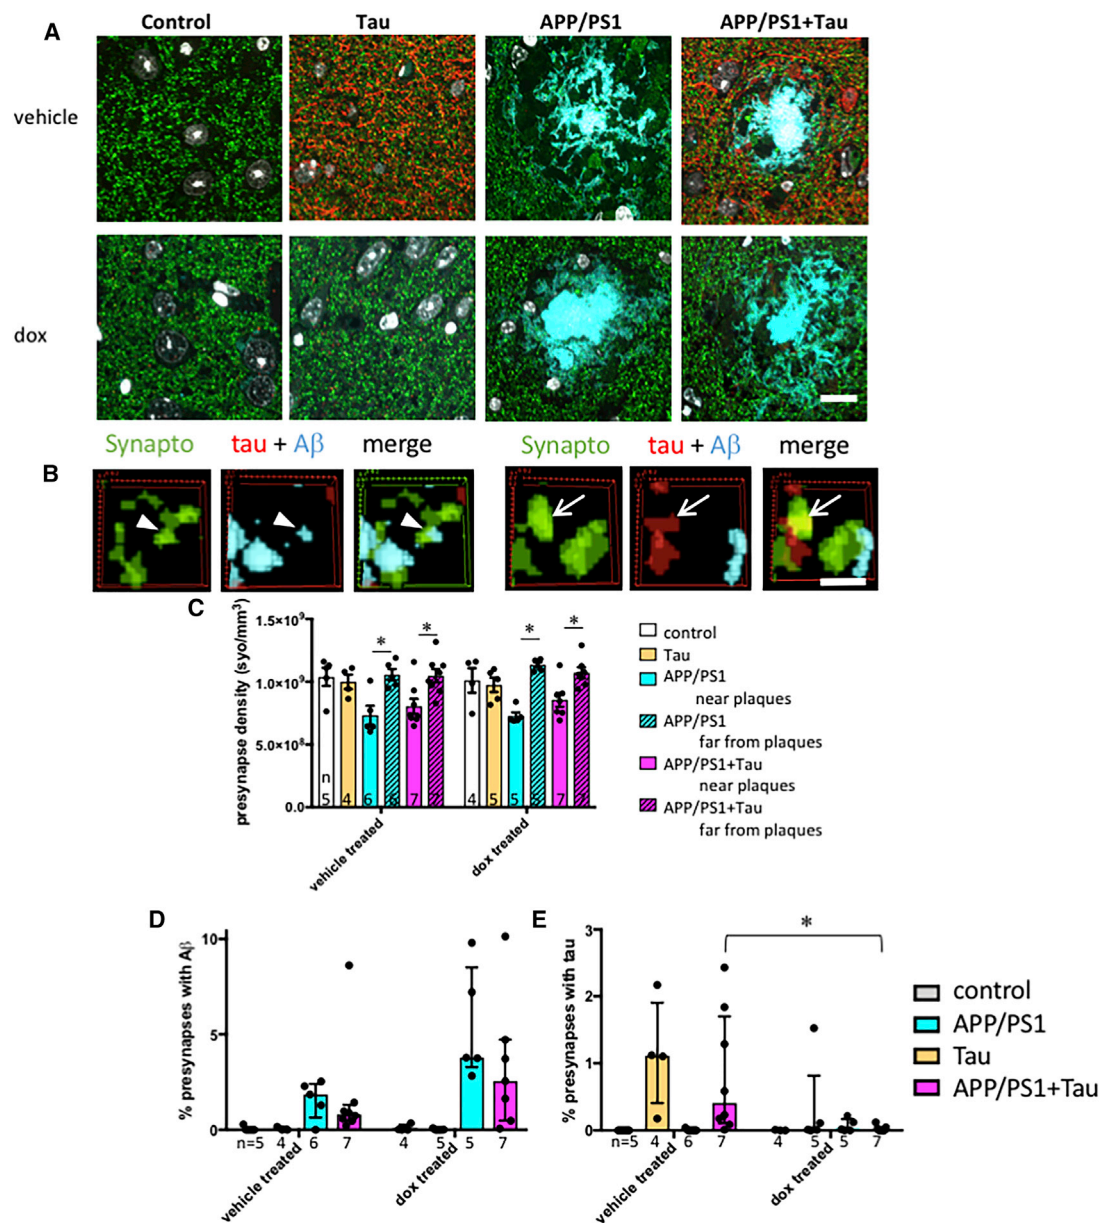 A
Control Tau APP/PS1 APP/PS1+Tau
vehicle
dox
Synapto tau + Aβ merge Synapto tau + Aβ merge
B
C
presynapse density (syo/mm³)
1.5×10⁹
1.0×10⁹
5.0×10⁸
0.0
* * * *
n
5 4 6 6 7 7 4 5 5 5 7 7
vehicle treated dox treated
control
Tau
APP/PS1
near plaques
APP/PS1
far from plaques
APP/PS1+Tau
near plaques
APP/PS1+Tau
far from plaques
D
% presynapses with Aβ
10
5
0
n=5 4 6 7 4 5 5 7
vehicle treated dox treated
E
% presynapses with tau
3
2
1
0
*
n=5 4 6 7 4 5 5 7
vehicle treated dox treated
control
APP/PS1
Tau
APP/PS1+Tau